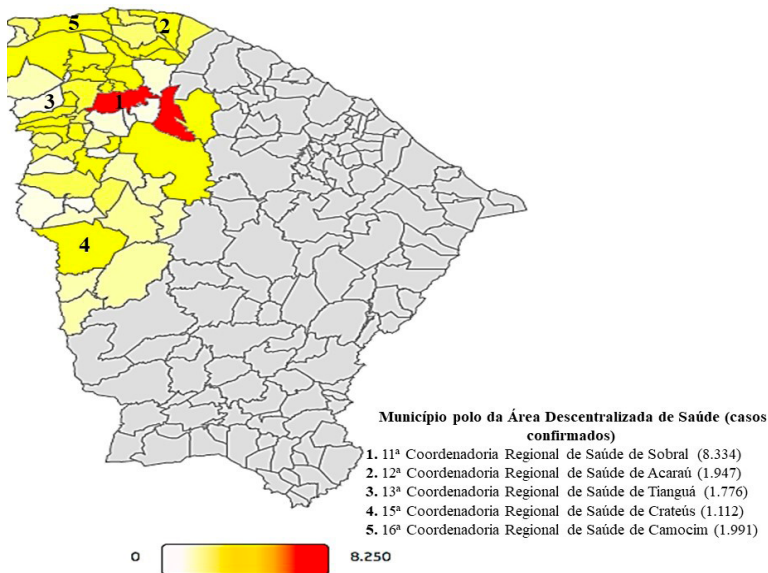 5
2
3
1
4
Município polo da Área Descentralizada de Saúde (casos
confirmados)
1. 11ª Coordenadoria Regional de Saúde de Sobral (8.334)
2. 12ª Coordenadoria Regional de Saúde de Acaraú (1.947)
3. 13ª Coordenadoria Regional de Saúde de Tianguá (1.776)
4. 15ª Coordenadoria Regional de Saúde de Crateús (1.112)
5. 16ª Coordenadoria Regional de Saúde de Camocim (1.991)
0 8.250